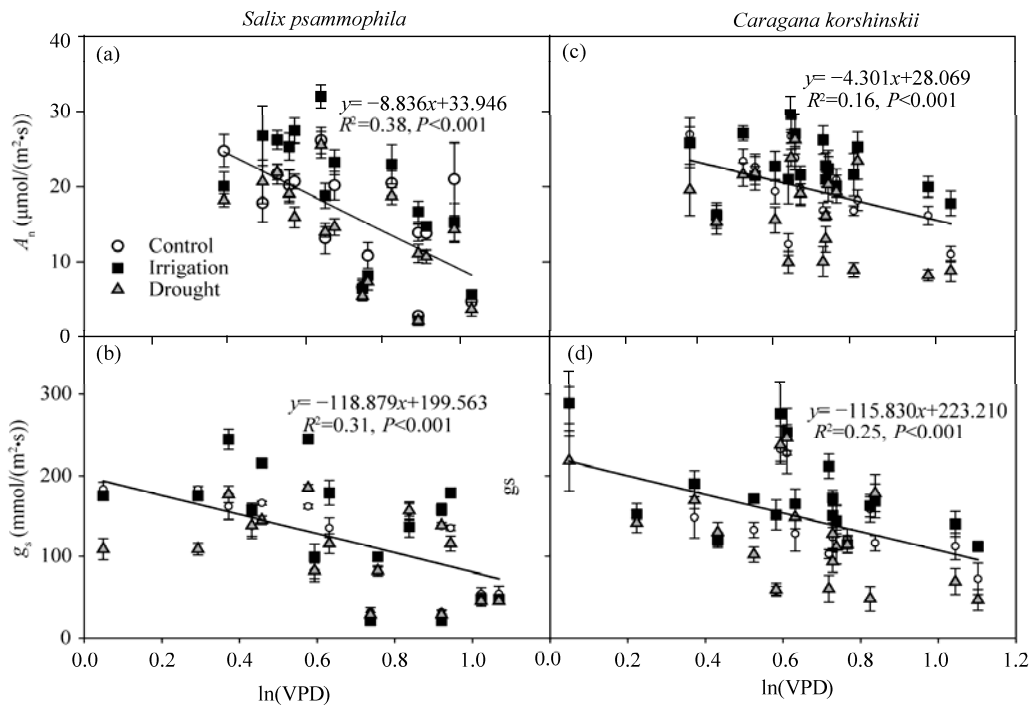 Salix psammophila
Caragana korshinskii
(a)
y= −8.836x+33.946
R²=0.38, P<0.001
Control
Irrigation
Drought
40
30
20
10
0
Aₙ (μmol/(m²•s))
(c)
y= −4.301x+28.069
R²=0.16, P<0.001
(b)
y= −118.879x+199.563
R²=0.31, P<0.001
300
200
100
0
gₛ (mmol/(m²•s))
0.0 0.4 0.6 0.8 1.0
ln(VPD)
(d)
y= −115.830x+223.210
R²=0.25, P<0.001
gs
0.0 0.2 0.4 0.6 0.8 1.0 1.2
ln(VPD)